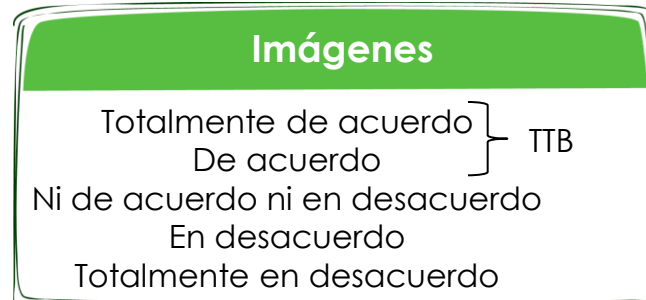 Imágenes
Totalmente de acuerdo
De acuerdo
TTB
Ni de acuerdo ni en desacuerdo
En desacuerdo
Totalmente en desacuerdo